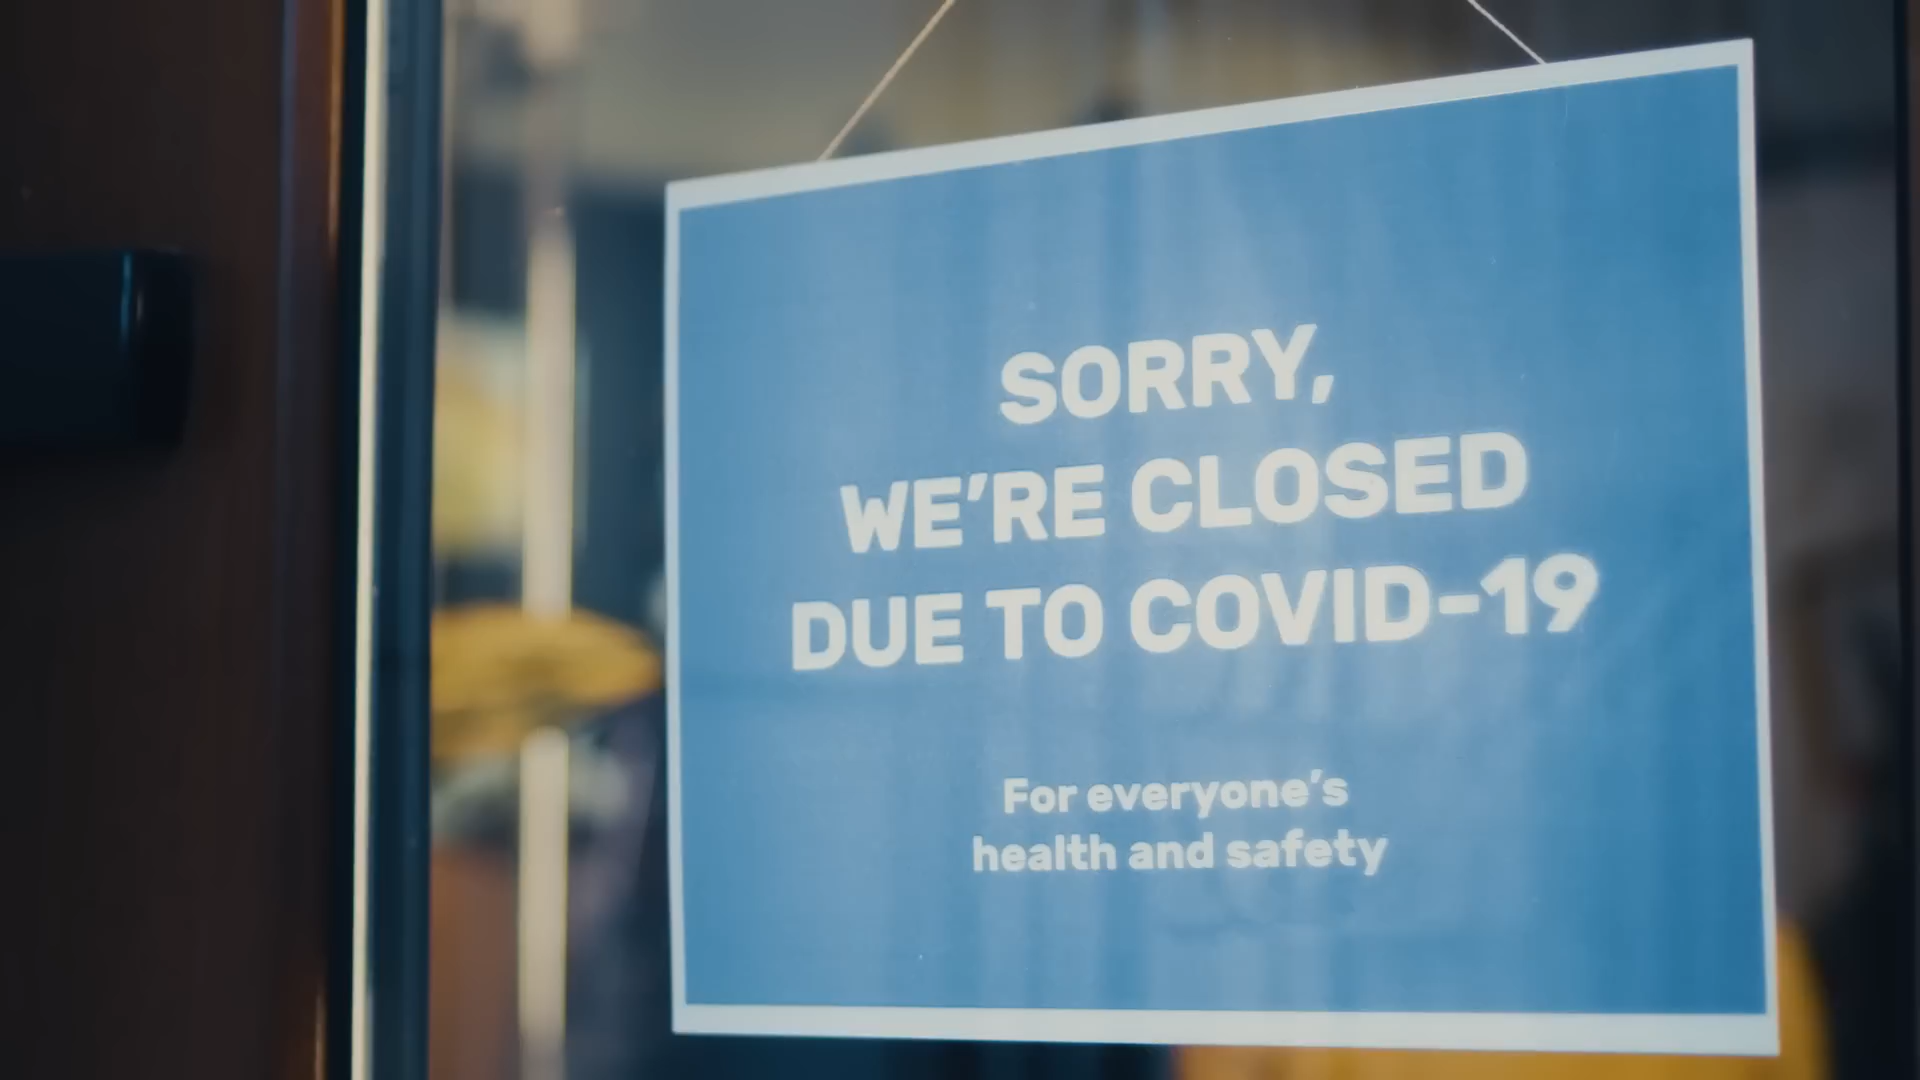 SORRY,
WE'RE CLOSED
DUE TO COVID-19
For everyone's
health and safety